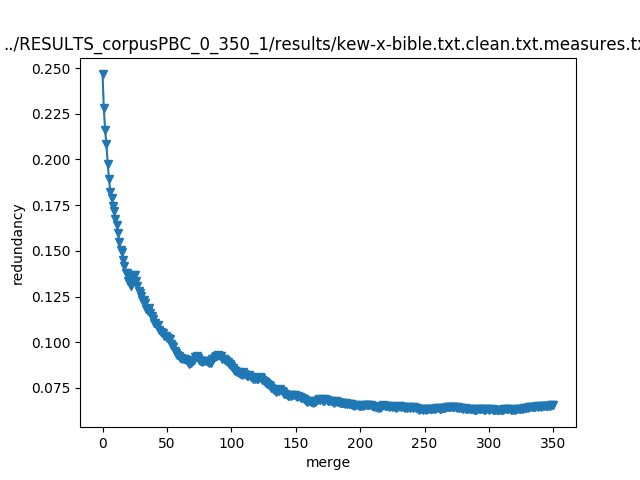 ../RESULTS_corpusPBC_0_350_1/results/kew-x-bible.txt.clean.txt.measures.tx
0.250
0.225
0.200
0.175
0.150
0.125
0.100
0.075
redundancy
0 50 100 150 200 250 300 350
merge